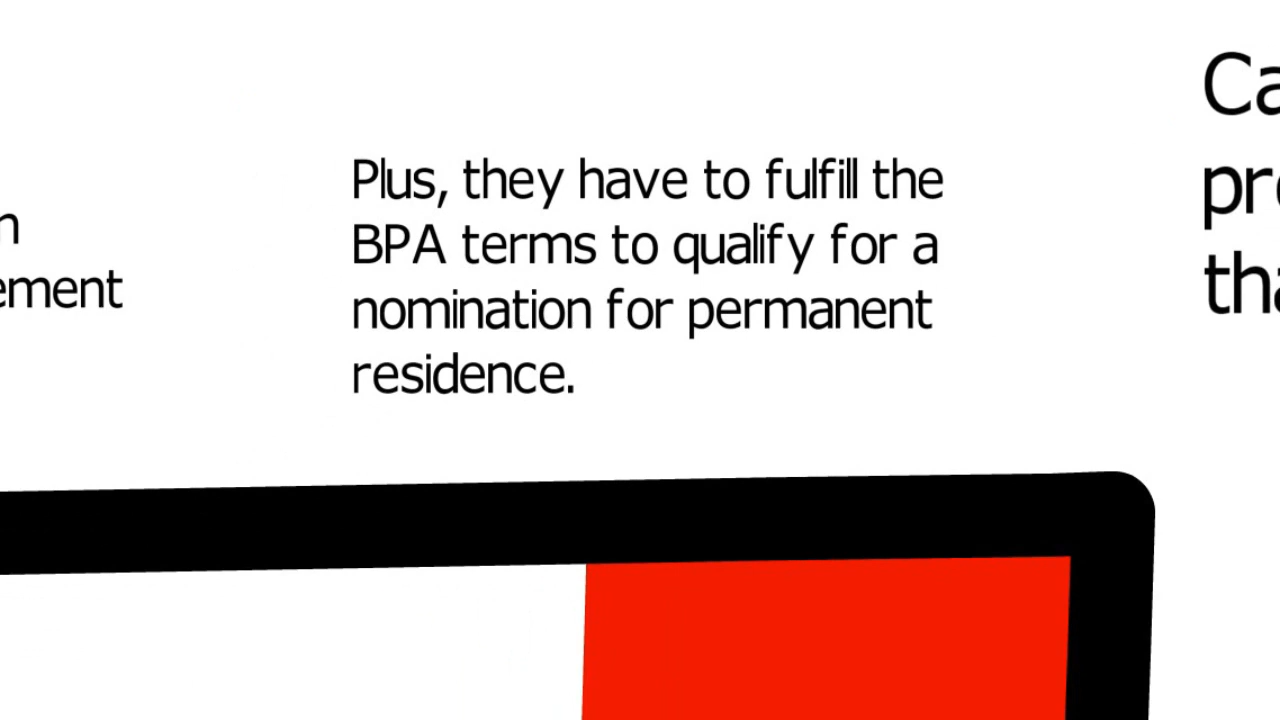 Plus, they have to fulfill the
BPA terms to qualify for a
nomination for permanent
residence.